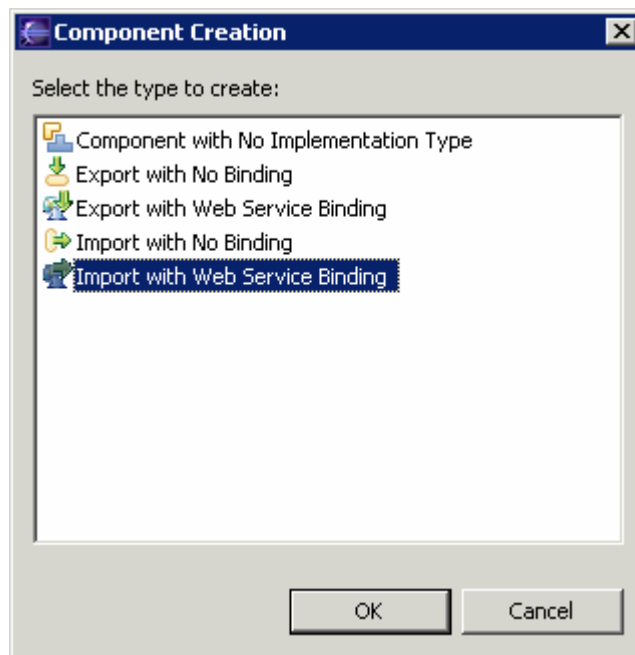 Component Creation
Select the type to create:
Component with No Implementation Type
Export with No Binding
Export with Web Service Binding
Import with No Binding
Import with Web Service Binding
OK
Cancel